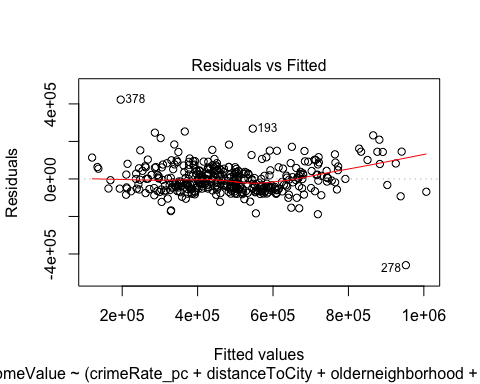 Residuals vs Fitted
4e+05
0e+00
-4e+05
Residuals
378
193
278
2e+05 4e+05 6e+05 8e+05 1e+06
Fitted values
omeValue ~ (crimeRate_pc + distanceToCity + olderneighborhood +